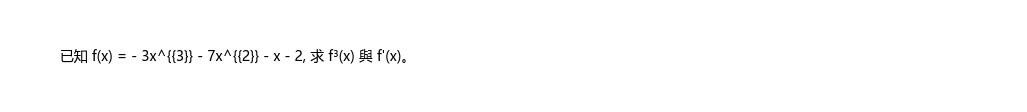 已知 f(x) = - 3x^{{3}} - 7x^{{2}} - x - 2, 求 f³(x) 與 f'(x)。